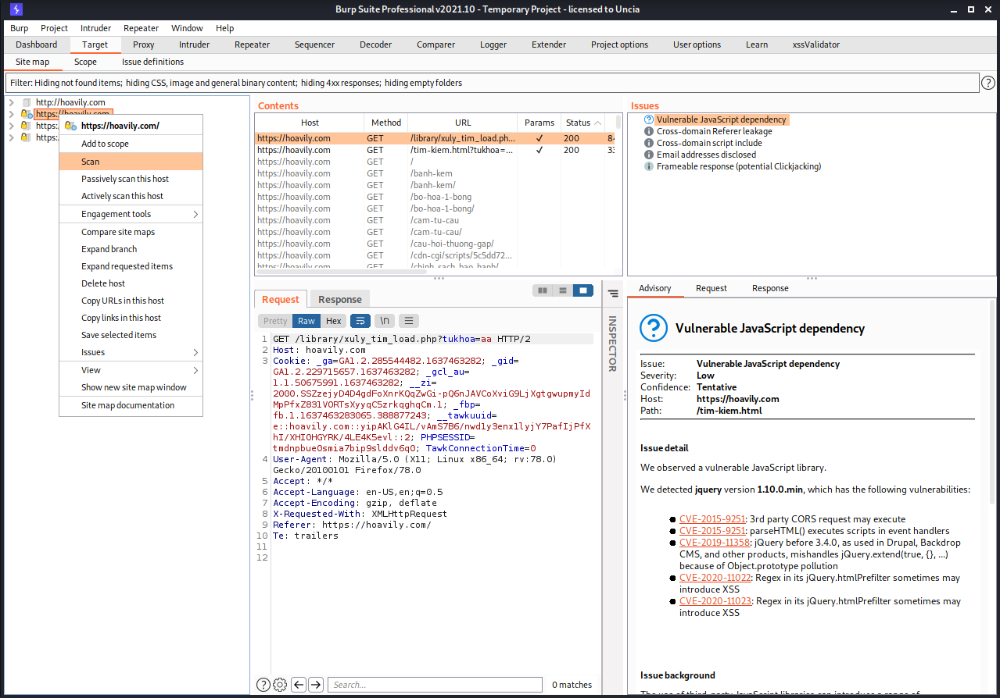 Burp Suite Professional v2021.10 - Temporary Project - licensed to Uncia
Burp Project Intruder Repeater Window Help
Dashboard Target Proxy Intruder Repeater Sequencer Decoder Comparer Logger Extender Project options User options Learn xssValidator
Site map Scope Issue definitions
Filter: Hiding not found items; hiding CSS, image and general binary content; hiding 4xx responses; hiding empty folders
http://hoavily.com
https://hoavily.com
https:/
https:
https://hoavily.com/
Add to scope
Scan
Passively scan this host
Actively scan this host
Engagement tools
Compare site maps
Expand branch
Expand requested items
Delete host
Copy URLs in this host
Copy links in this host
Save selected items
Issues
View
Show new site map window
Site map documentation
Contents
Host Method URL Params Status
https://hoavily.com GET /library/xuly_tim_load.ph... ✓ 200
https://hoavily.com GET /tim-kiem.html?tukhoa=... ✓ 200 33
https://hoavily.com GET /
https://hoavily.com GET /banh-kem
https://hoavily.com GET /banh-kem/
https://hoavily.com GET /bo-hoa-1-bong
https://hoavily.com GET /bo-hoa-1-bong/
https://hoavily.com GET /cam-tu-cau
https://hoavily.com GET /cam-tu-cau/
https://hoavily.com GET /cau-hoi-thuong-gap/
https://hoavily.com GET /cdn-cgi/scripts/5c5dd72...
https://hoavily.com GET /chinh_sach_bao_hanh/
Request Response
Pretty Raw Hex \n
1 GET /library/xuly_tim_load.php?tukhoa=aa HTTP/2
2 Host: hoavily.com
3 Cookie: _ga=GA1.2.285544482.1637463282; _gid=
GA1.2.229715657.1637463282; _gcl_au=
1.1.50675991.1637463282; __zi=
2000.SSZzejyD4D4gdFoXnrKQqZwGi-pQ6nJAVCoXviG9LjXgtgwupmyId
MpPfxZ831VORTsXyyqC5zrkqghqCm.1; _fbp=
fb.1.1637463283065.388877243; __tawkuuid=
e::hoavily.com::yipAKlG4IL/vAmS7B6/nwd1y3enx1lyjY7PafIjPfX
hI/XHI0HGYRK/4LE4K5evl::2; PHPSESSID=
tmdnpbue0smia7bip9slddv6q0; TawkConnectionTime=0
4 User-Agent: Mozilla/5.0 (X11; Linux x86_64; rv:78.0)
Gecko/20100101 Firefox/78.0
5 Accept: */*
6 Accept-Language: en-US,en;q=0.5
7 Accept-Encoding: gzip, deflate
8 X-Requested-With: XMLHttpRequest
9 Referer: https://hoavily.com/
10 Te: trailers
11
12
Search... 0 matches
INSPECTOR
Issues
Vulnerable JavaScript dependency
Cross-domain Referer leakage
Cross-domain script include
Email addresses disclosed
Frameable response (potential Clickjacking)
Advisory Request Response
Vulnerable JavaScript dependency
Issue: Vulnerable JavaScript dependency
Severity: Low
Confidence: Tentative
Host: https://hoavily.com
Path: /tim-kiem.html
Issue detail
We observed a vulnerable JavaScript library.
We detected jquery version 1.10.0.min, which has the following vulnerabilities:
CVE-2015-9251: 3rd party CORS request may execute
CVE-2015-9251: parseHTML() executes scripts in event handlers
CVE-2019-11358: jQuery before 3.4.0, as used in Drupal, Backdrop
CMS, and other products, mishandles jQuery.extend(true, {}, ...)
because of Object.prototype pollution
CVE-2020-11022: Regex in its jQuery.htmlPrefilter sometimes may
introduce XSS
CVE-2020-11023: Regex in its jQuery.htmlPrefilter sometimes may
introduce XSS
Issue background
The use of third-party JavaScript libraries can introduce a range of